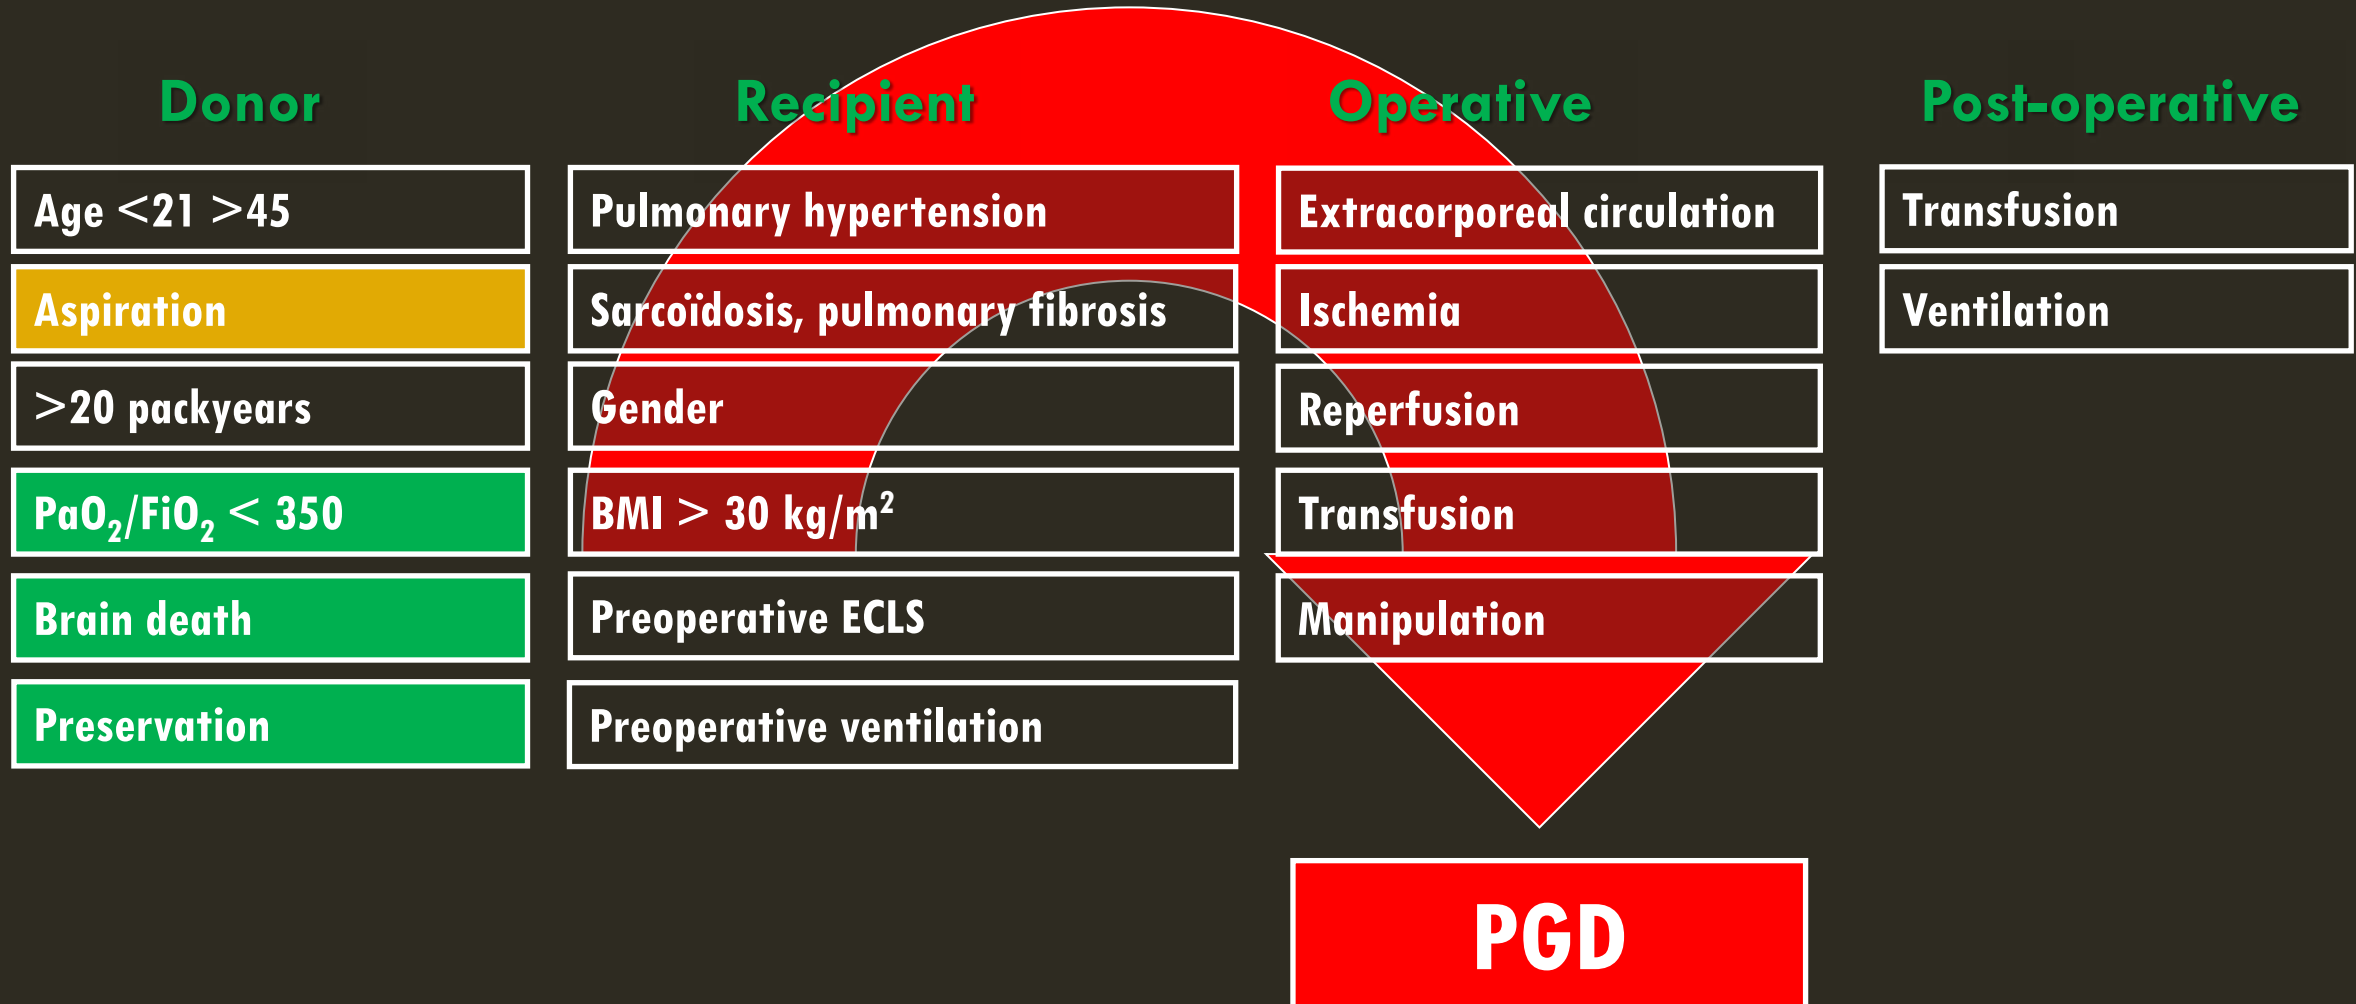 Donor
Age <21 >45
Aspiration
>20 packyears
PaO₂/FiO₂ < 350
Brain death
Preservation
Recipient
Pulmonary hypertension
Sarcoïdosis, pulmonary fibrosis
Gender
BMI > 30 kg/m²
Preoperative ECLS
Preoperative ventilation
Operative
Extracorporeal circulation
Ischemia
Reperfusion
Transfusion
Manipulation
Post-operative
Transfusion
Ventilation
PGD